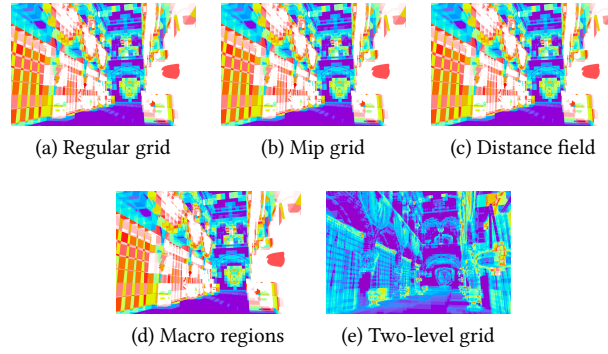 (a) Regular grid
(b) Mip grid
(c) Distance field
(d) Macro regions
(e) Two-level grid